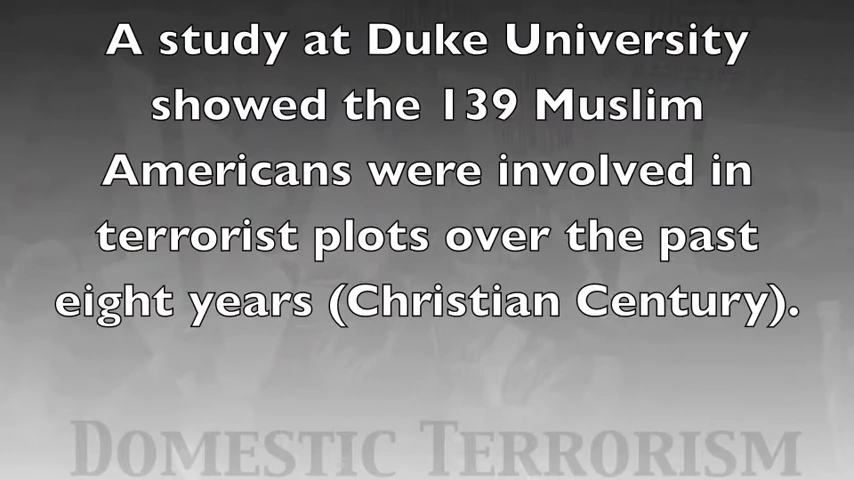 A study at Duke University
showed the 139 Muslim
Americans were involved in
terrorist plots over the past
eight years (Christian Century).
DOMESTIC TERRORISM